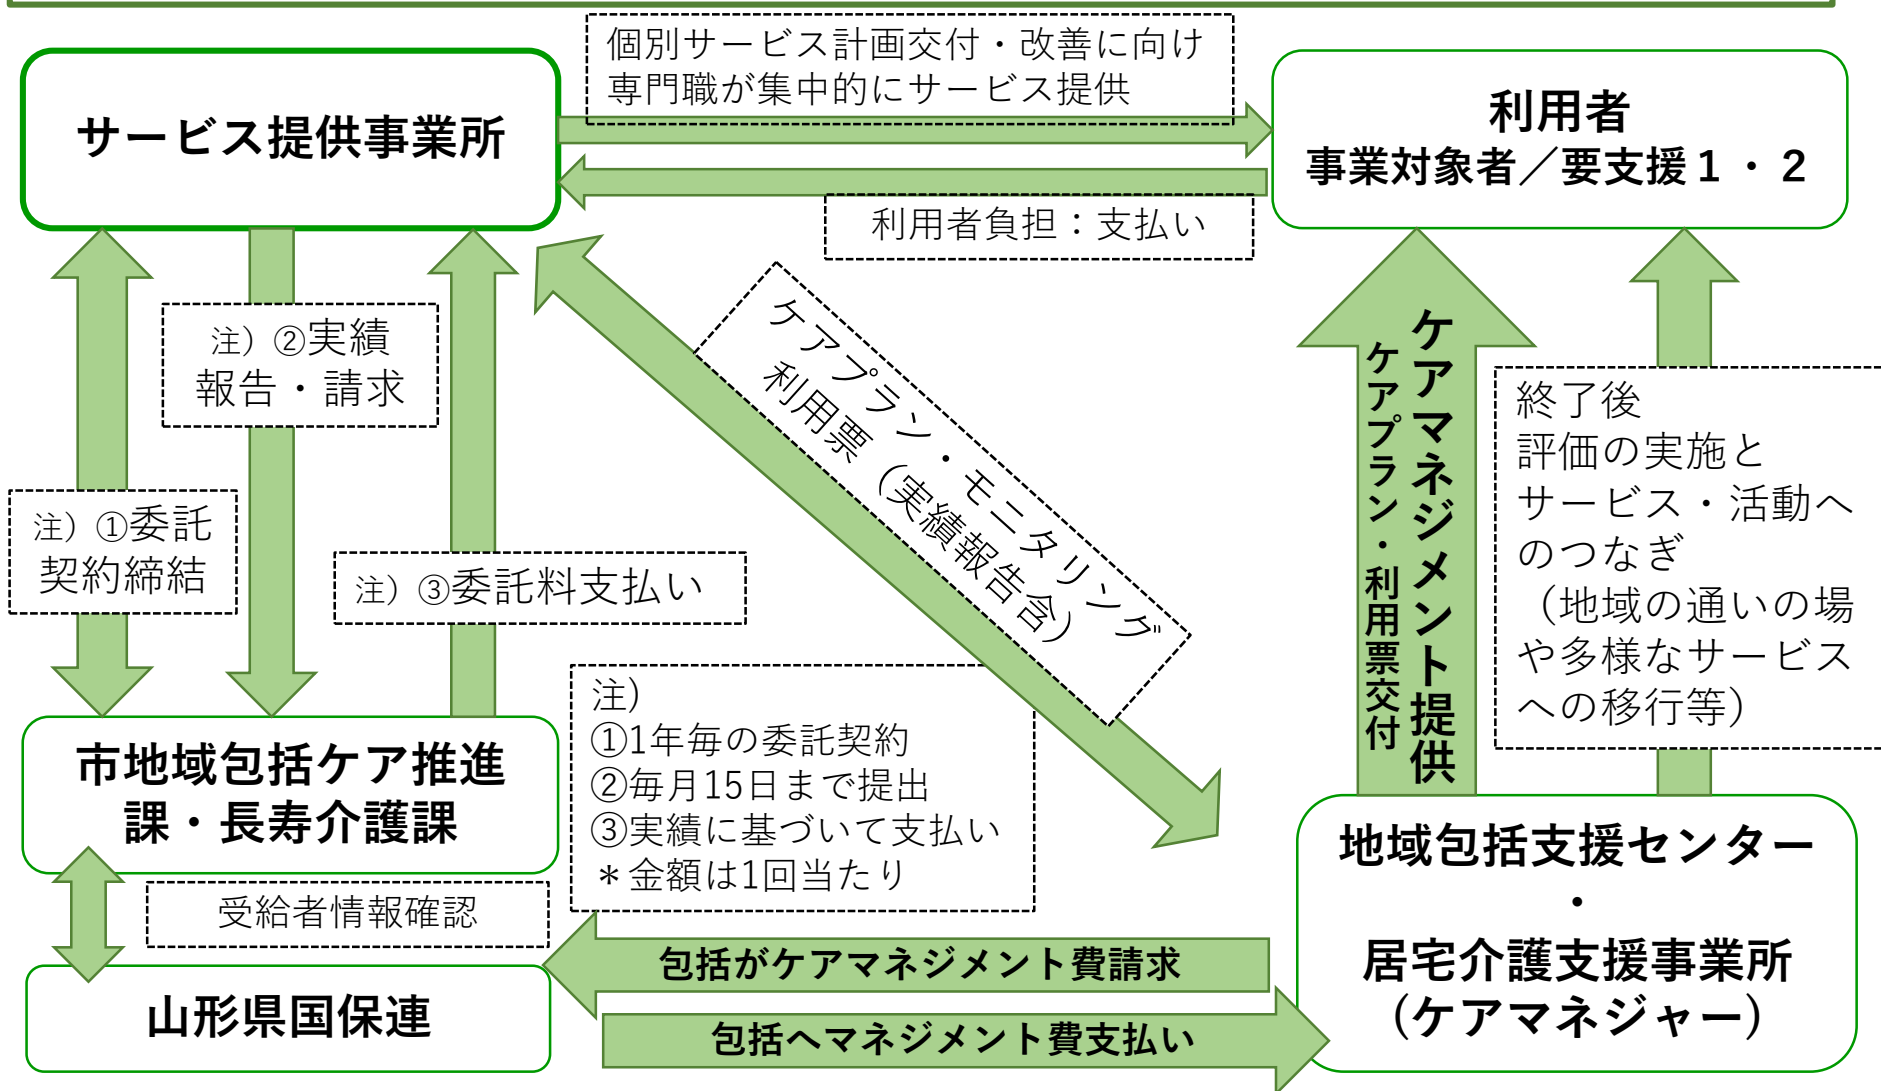 個別サービス計画交付・改善に向け
専門職が集中的にサービス提供
サービス提供事業所
利用者
事業対象者／要支援１・２
利用者負担：支払い
注）②実績
報告・請求
注）①委託
契約締結
注）③委託料支払い
ケアプラン・モニタリング
利用票（実績報告含）
ケアマネジメント提供
ケアプラン・利用票交付
終了後
評価の実施と
サービス・活動へ
のつなぎ
（地域の通いの場
や多様なサービス
への移行等）
注）
①1年毎の委託契約
②毎月15日まで提出
③実績に基づいて支払い
＊金額は1回当たり
市地域包括ケア推進
課・長寿介護課
受給者情報確認
山形県国保連
包括がケアマネジメント費請求
包括へマネジメント費支払い
地域包括支援センター
・
居宅介護支援事業所
（ケアマネジャー）